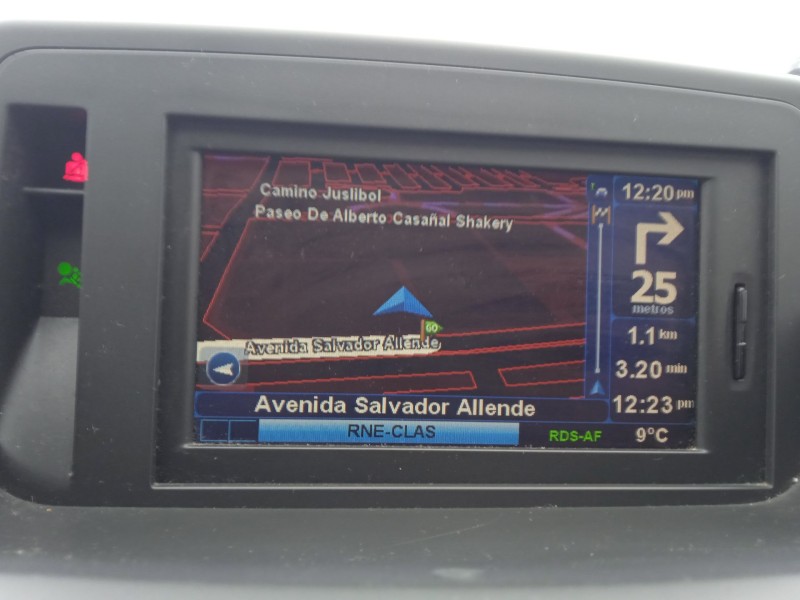 Camino Juslibol
Paseo De Alberto Casañal Shakery
GO
Avenida Salvador Allende
Avenida Salvador Allende
RNE-CLAS
RDS-AF
12:20 pm
25
metros
1.1 km
3.20 min
12:23 pm
9°C